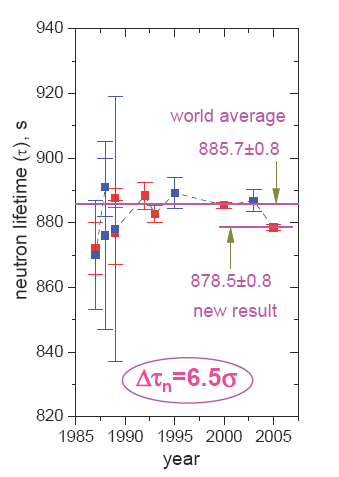 940
920
900
880
860
840
820
neutron lifetime (τ), s
world average
885.7±0.8
878.5±0.8
new result
Δτn=6.5σ
1985
1990
1995
2000
2005
year